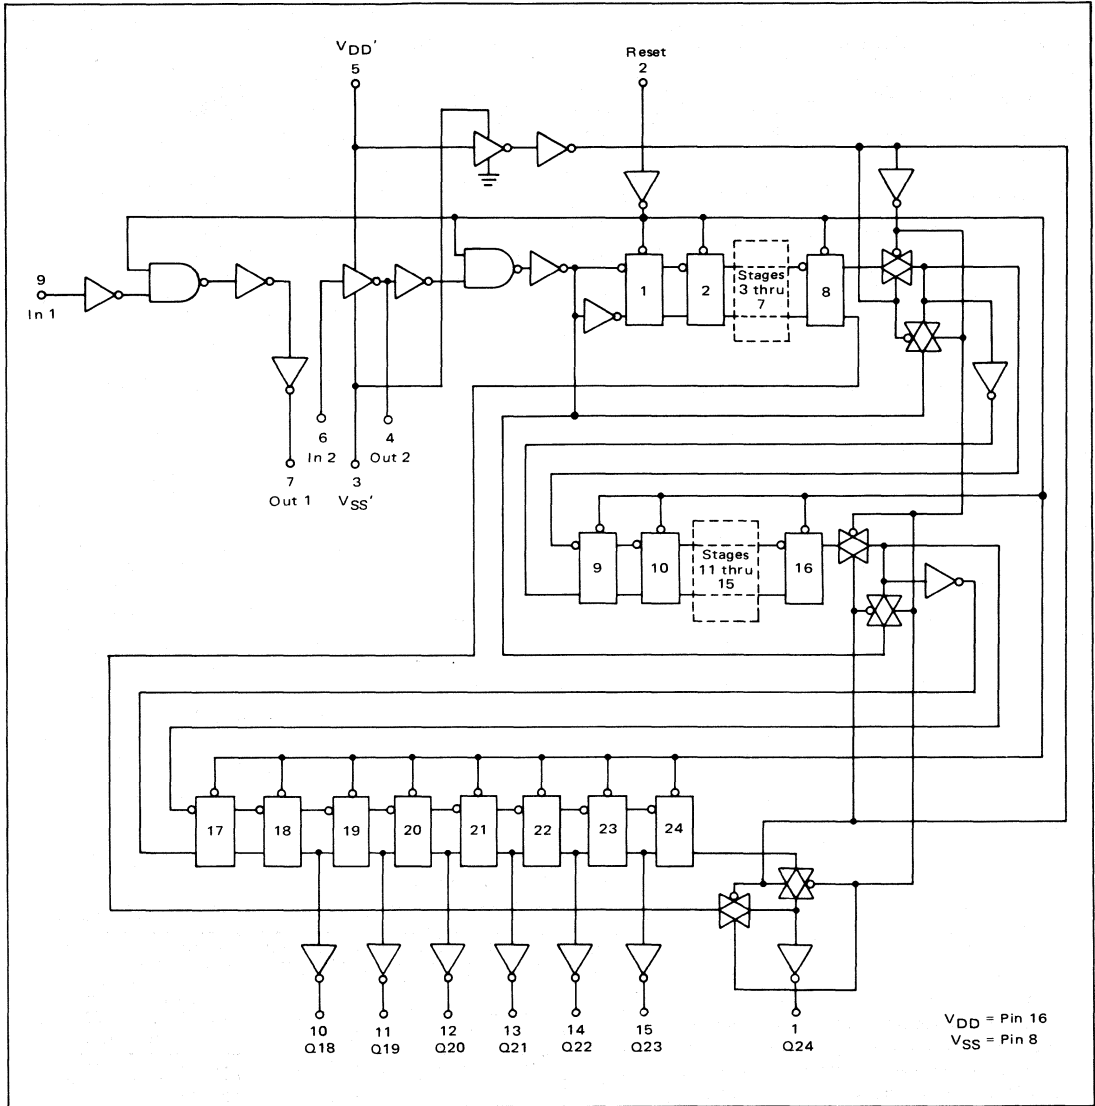 VDD'
5
Reset
2
9
In 1
1
2
Stages
3 thru
7
8
6
In 2
4
Out 2
7
Out 1
3
VSS'
9
10
Stages
11 thru
15
16
17
18
19
20
21
22
23
24
10
Q18
11
Q19
12
Q20
13
Q21
14
Q22
15
Q23
1
Q24
VDD = Pin 16
VSS = Pin 8